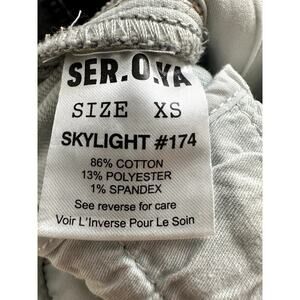 SER.O.YA
SIZE XS
SKYLIGHT #174
86% COTTON
13% POLYESTER
1% SPANDEX
See reverse for care
Voir L'Inverse Pour Le Soin